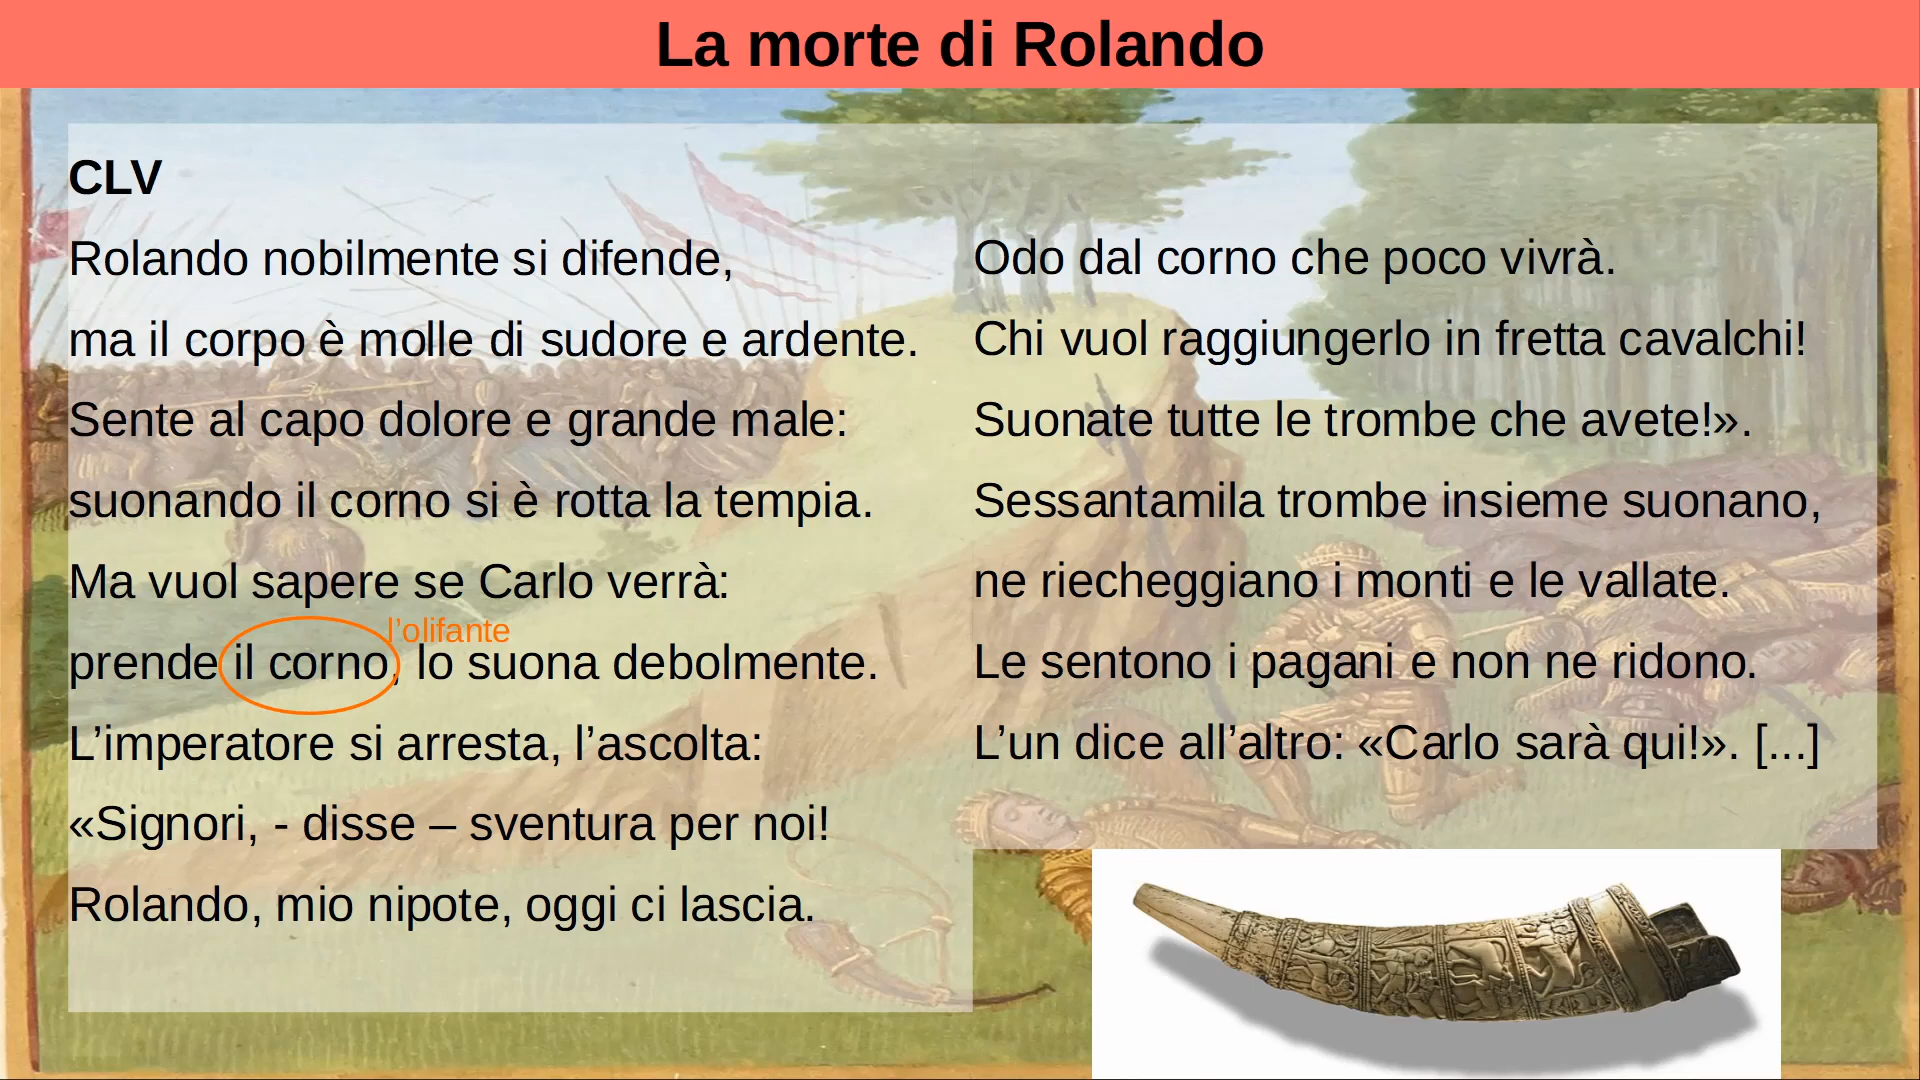 La morte di Rolando
CLV
Rolando nobilmente si difende,
ma il corpo è molle di sudore e ardente.
Sente al capo dolore e grande male:
suonando il corno si è rotta la tempia.
Ma vuol sapere se Carlo verrà:
l’olifante
prende il corno, lo suona debolmente.
L’imperatore si arresta, l’ascolta:
«Signori, - disse – sventura per noi!
Rolando, mio nipote, oggi ci lascia.
Odo dal corno che poco vivrà.
Chi vuol raggiungerlo in fretta cavalchi!
Suonate tutte le trombe che avete!».
Sessantamila trombe insieme suonano,
ne riecheggiano i monti e le vallate.
Le sentono i pagani e non ne ridono.
L’un dice all’altro: «Carlo sarà qui!». [...]